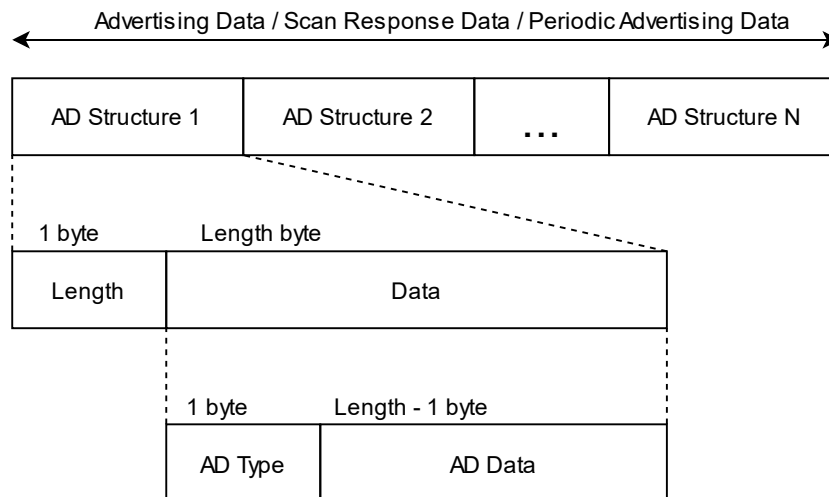 Advertising Data / Scan Response Data / Periodic Advertising Data
AD Structure 1
AD Structure 2
...
AD Structure N
1 byte
Length byte
Length
Data
1 byte
Length - 1 byte
AD Type
AD Data